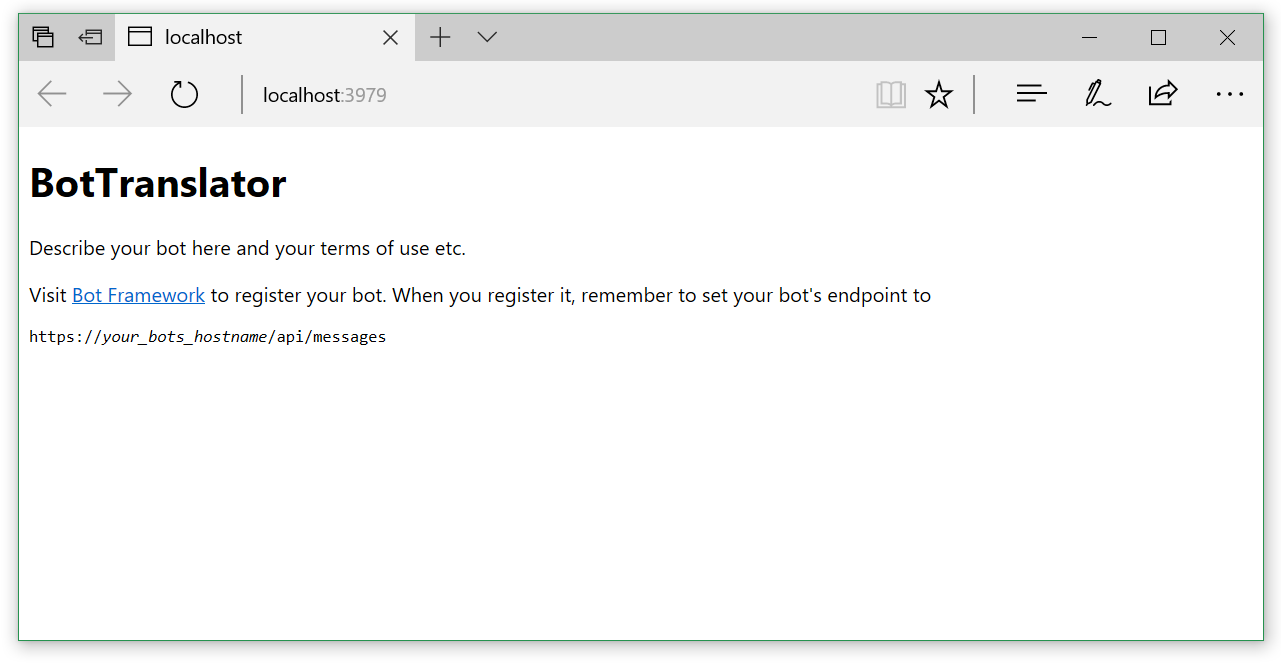 localhost
localhost:3979
BotTranslator
Describe your bot here and your terms of use etc.
Visit Bot Framework to register your bot. When you register it, remember to set your bot's endpoint to
https://your_bots_hostname/api/messages